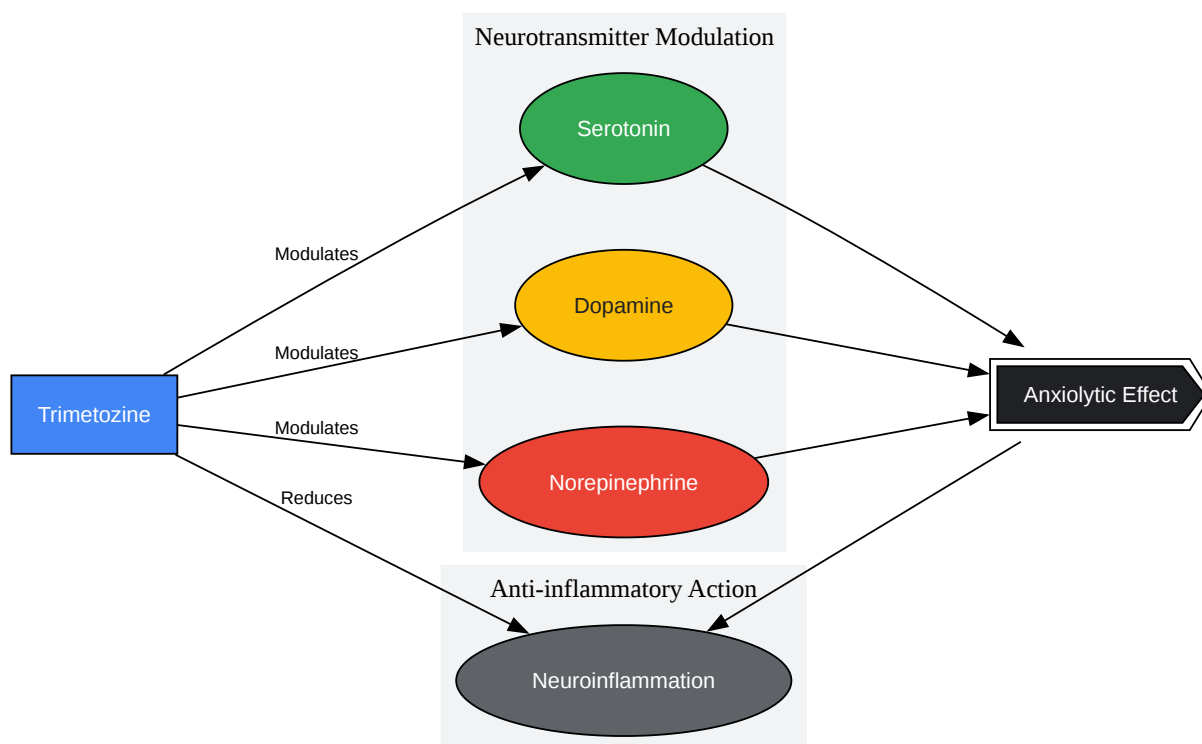 Neurotransmitter Modulation
Serotonin
Modulates
Dopamine
Modulates
Trimetozine
Anxiolytic Effect
Modulates
Norepinephrine
Reduces
Anti-inflammatory Action
Neuroinflammation